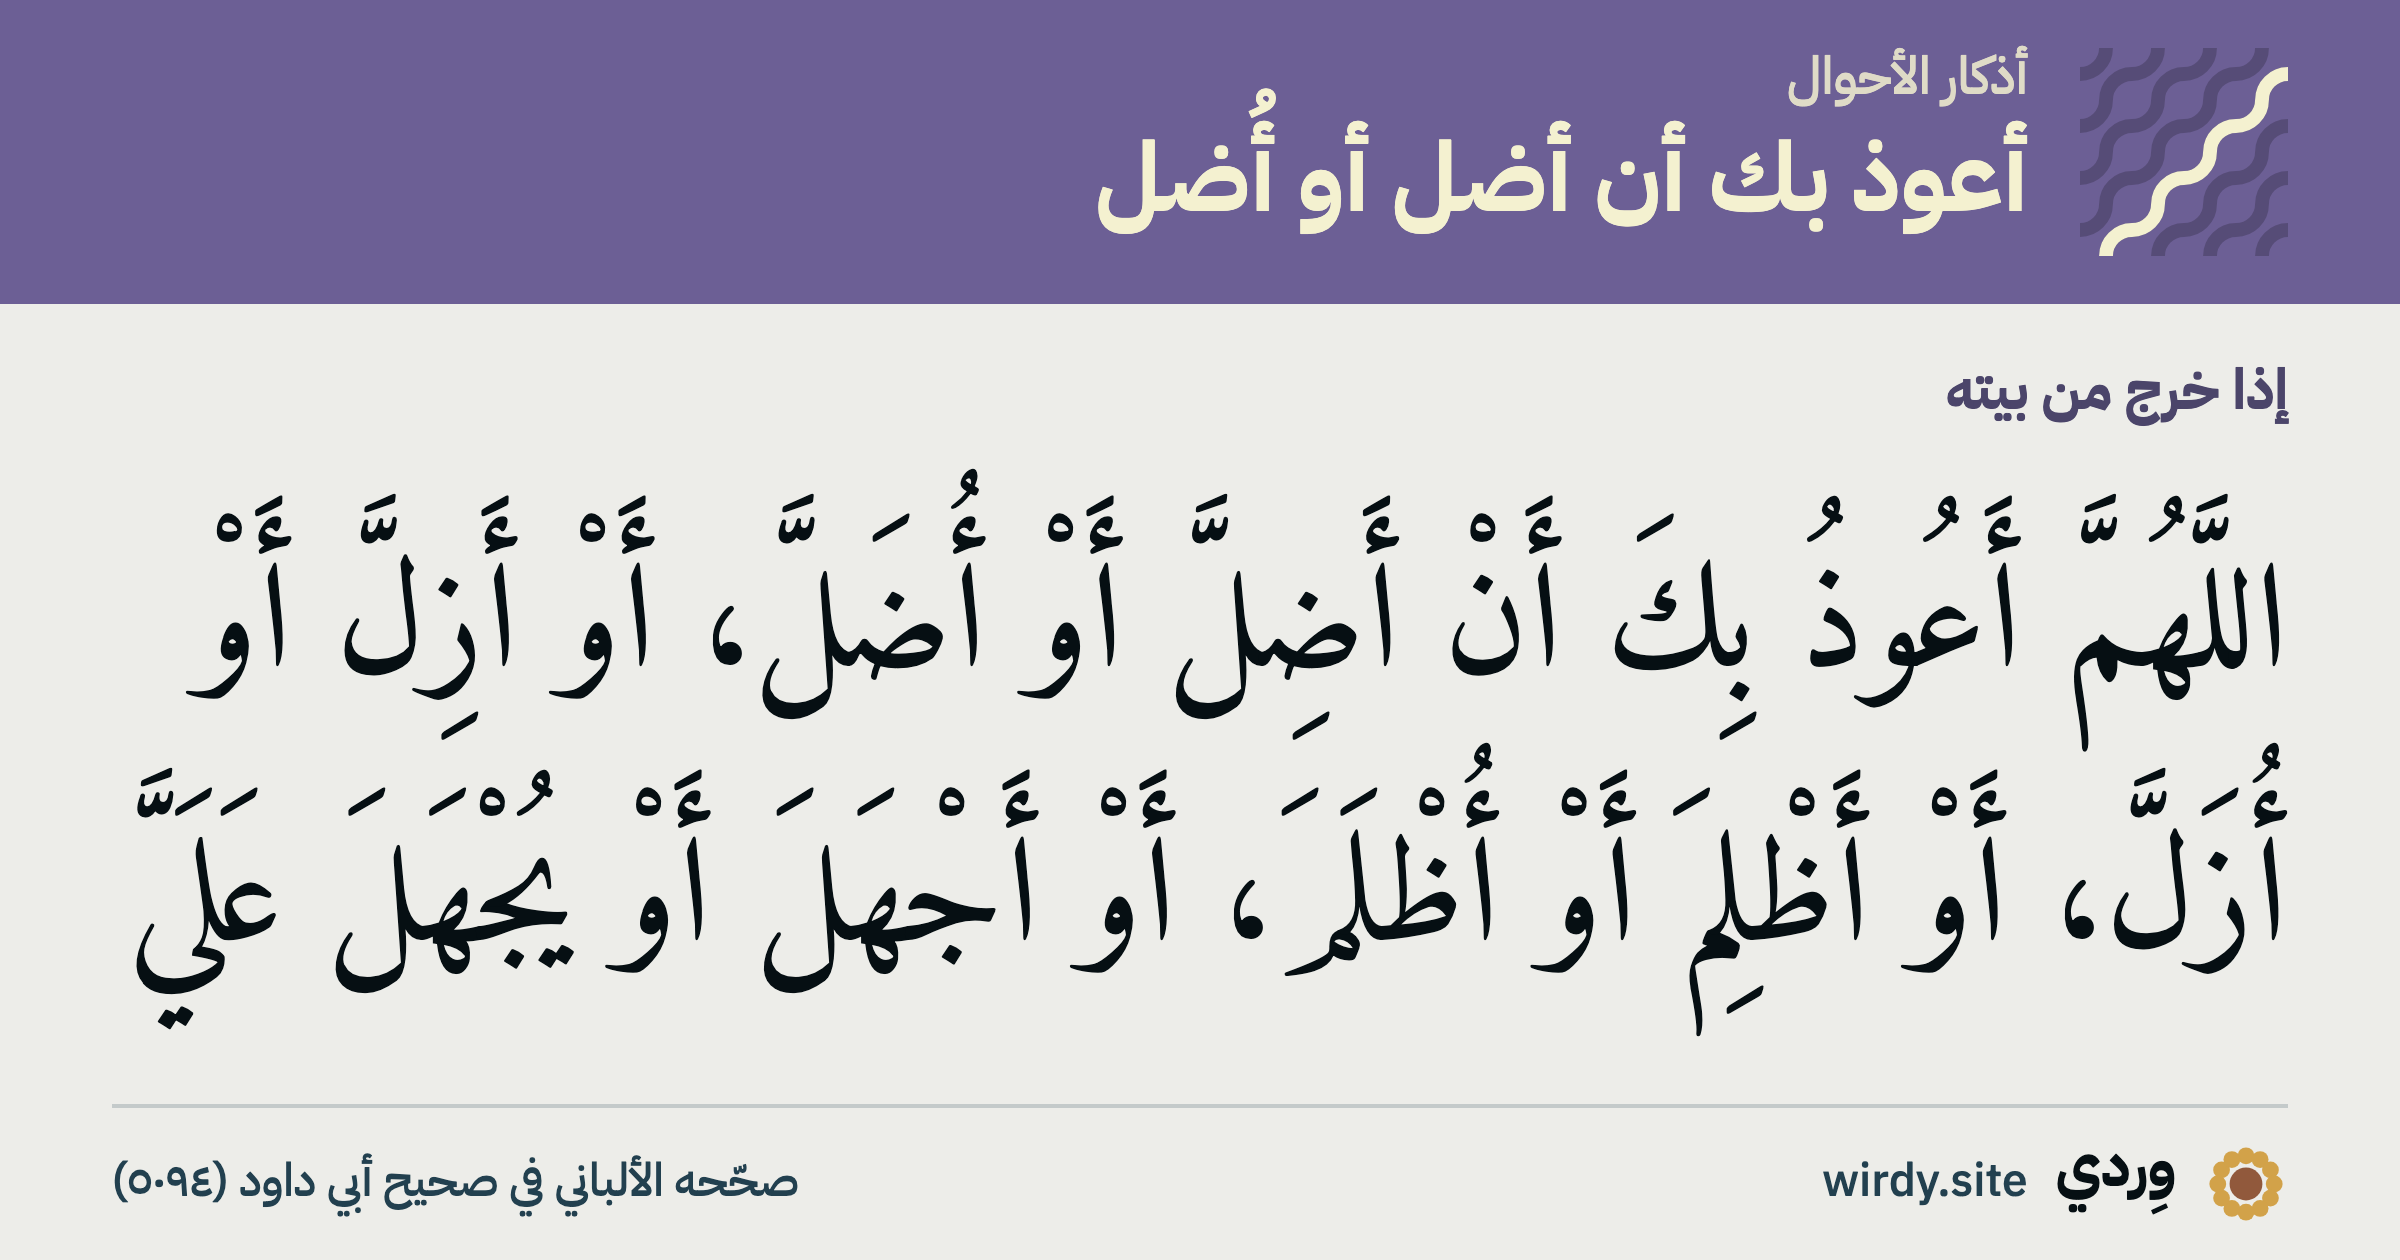 أذكار الأحوال
أعوذ بك أن أضل أو أُضل
إذا خرج من بيته
اللَّهُمَّ أَعُوذُ بِكَ أَنْ أَضِلَّ أَوْ أُضَلَّ، أَوْ أَزِلَّ أَوْ
أُزَلَّ، أَوْ أَظْلِمَ أَوْ أُظْلَمَ، أَوْ أَجْهَلَ أَوْ يُجْهَلَ عَلَيَّ
وِردي wirdy.site
صحّحه الألباني في صحيح أبي داود (٥٠٩٤)